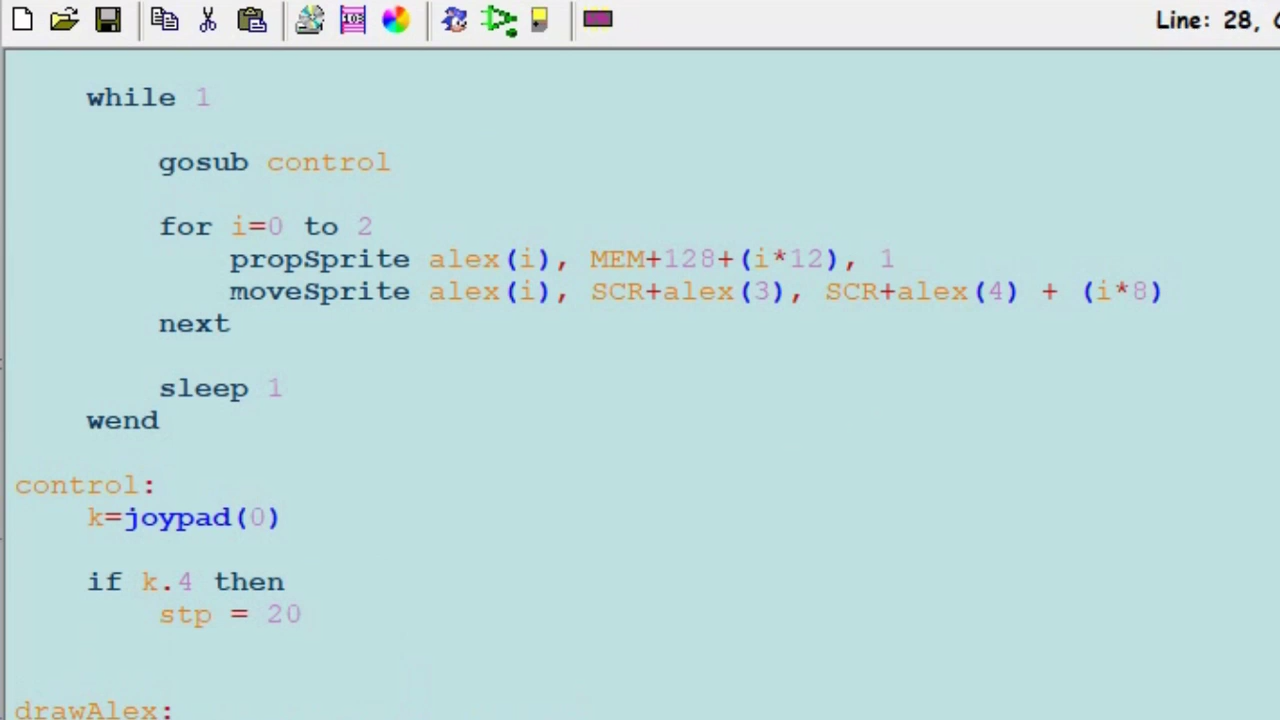 Line: 28,
while 1
gosub control
for i=0 to 2
propSprite alex(i), MEM+128+(i*12), 1
moveSprite alex(i), SCR+alex(3), SCR+alex(4) + (i*8)
next
sleep 1
wend
control:
k=joypad(0)
if k.4 then
stp = 20
drawAlex: